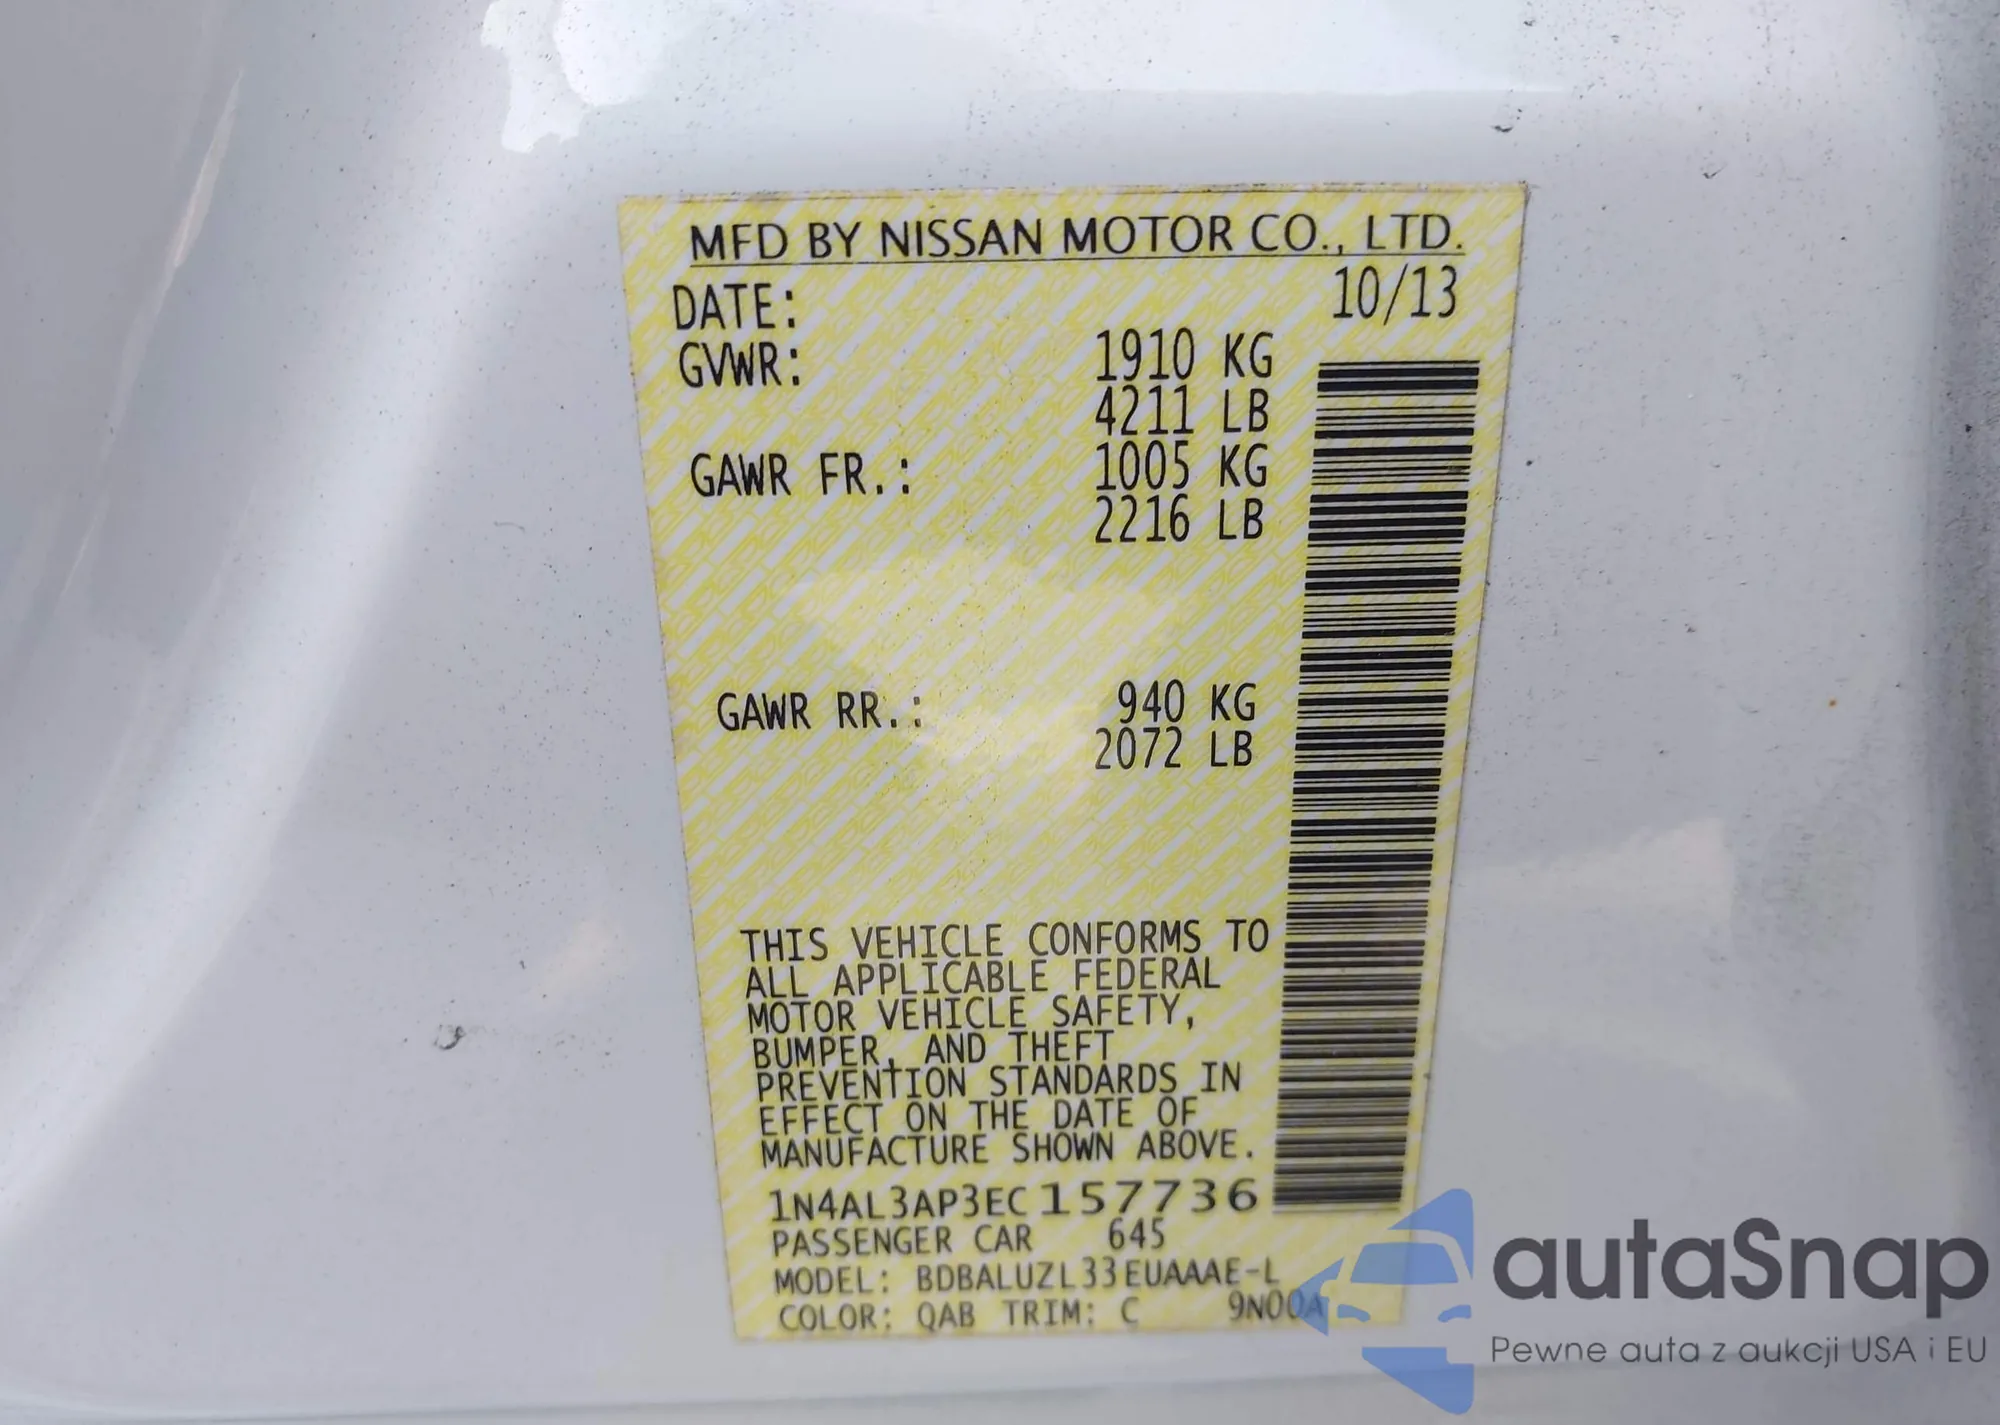 MFD BY NISSAN MOTOR CO., LTD.
DATE: 10/13
GVWR: 1910 KG
4211 LB
GAWR FR.: 1005 KG
2216 LB
GAWR RR.: 940 KG
2072 LB
THIS VEHICLE CONFORMS TO
ALL APPLICABLE FEDERAL
MOTOR VEHICLE SAFETY,
BUMPER, AND THEFT
PREVENTION STANDARDS IN
EFFECT ON THE DATE OF
MANUFACTURE SHOWN ABOVE.
1N4AL3AP3EC157736
PASSENGER CAR 645
MODEL: BDBALUZL33EUAAAE-L
COLOR: QAB TRIM: C 9N00A
autaSnap
Pewne auta z aukcji USA i EU